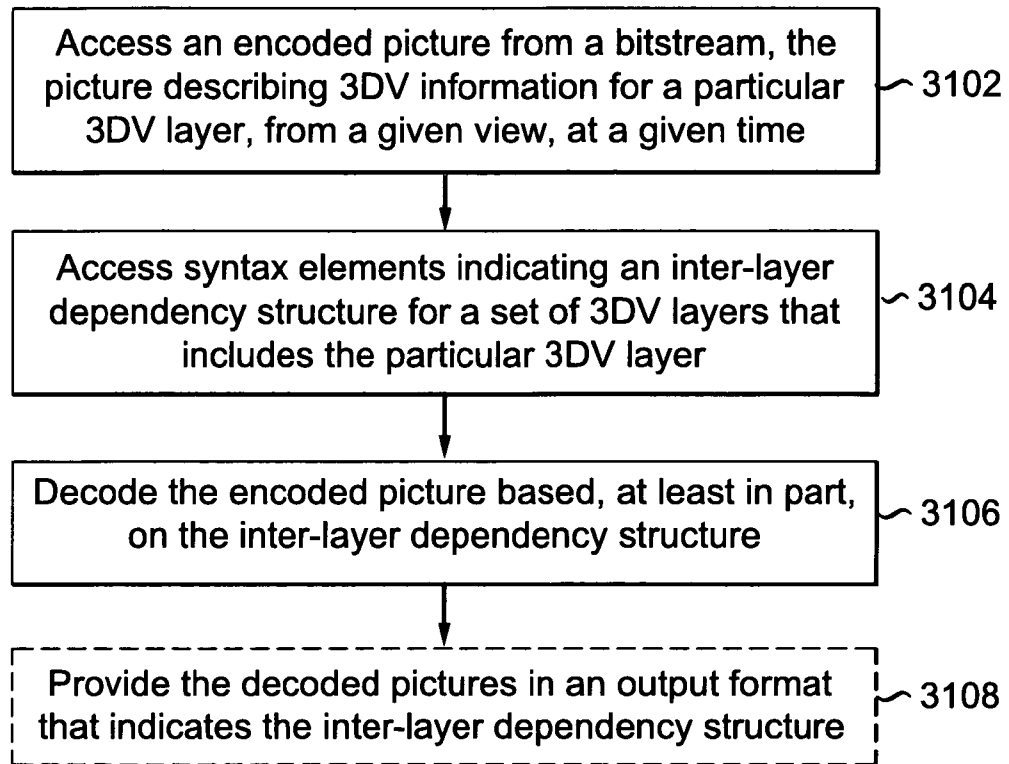 Access an encoded picture from a bitstream, the
picture describing 3DV information for a particular
3DV layer, from a given view, at a given time
3102
Access syntax elements indicating an inter-layer
dependency structure for a set of 3DV layers that
includes the particular 3DV layer
3104
Decode the encoded picture based, at least in part,
on the inter-layer dependency structure
3106
Provide the decoded pictures in an output format
that indicates the inter-layer dependency structure
3108